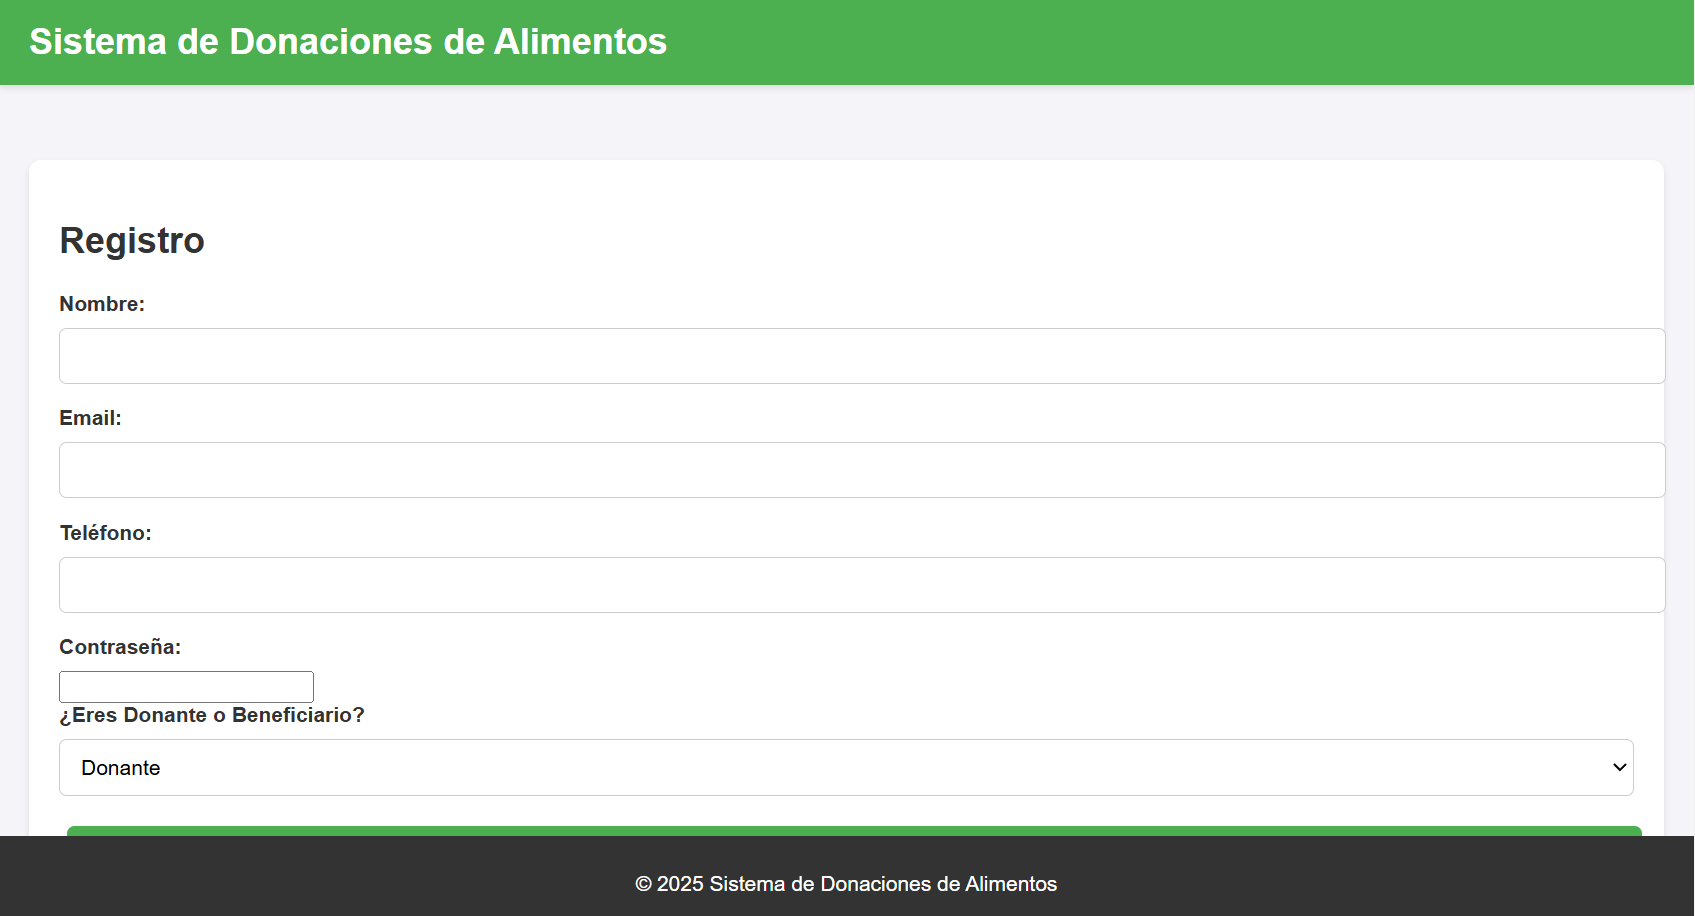 Sistema de Donaciones de Alimentos
Registro
Nombre:
Email:
Teléfono:
Contraseña:
¿Eres Donante o Beneficiario?
Donante
© 2025 Sistema de Donaciones de Alimentos